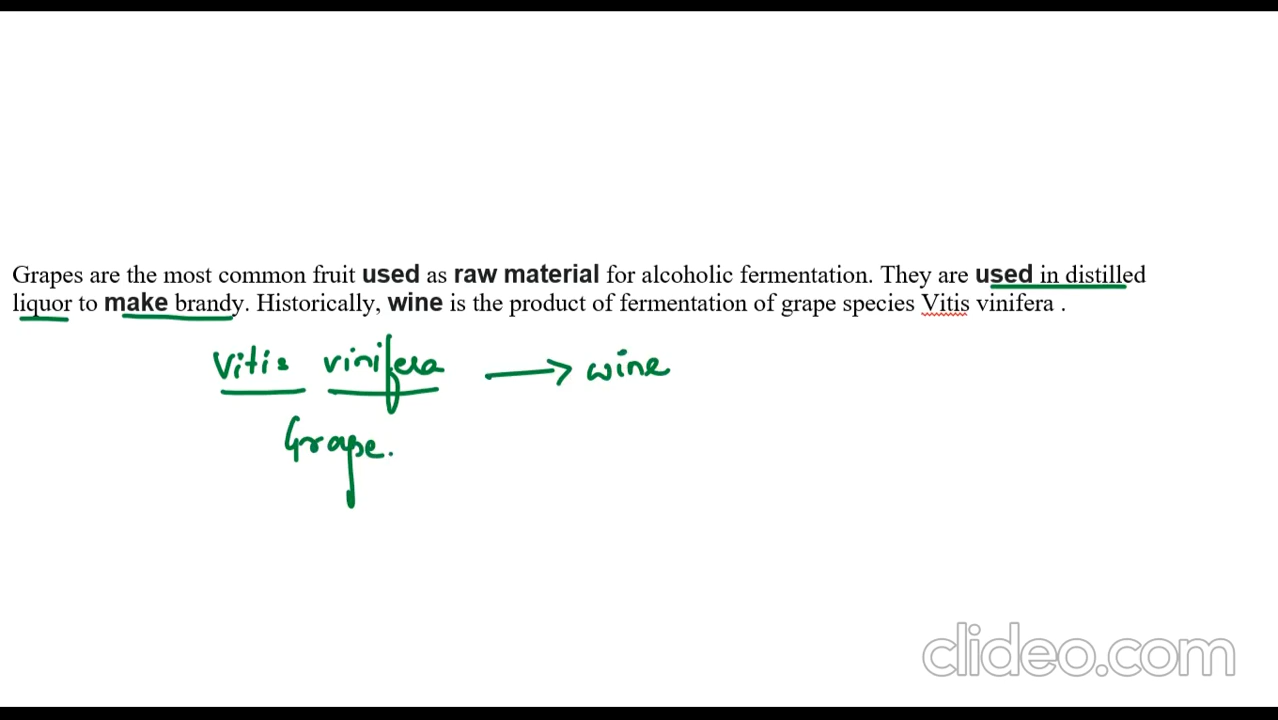 Grapes are the most common fruit used as raw material for alcoholic fermentation. They are used in distilled
liquor to make brandy. Historically, wine is the product of fermentation of grape species Vitis vinifera .
Vitis vinifera → wine
Grape.
clideo.com